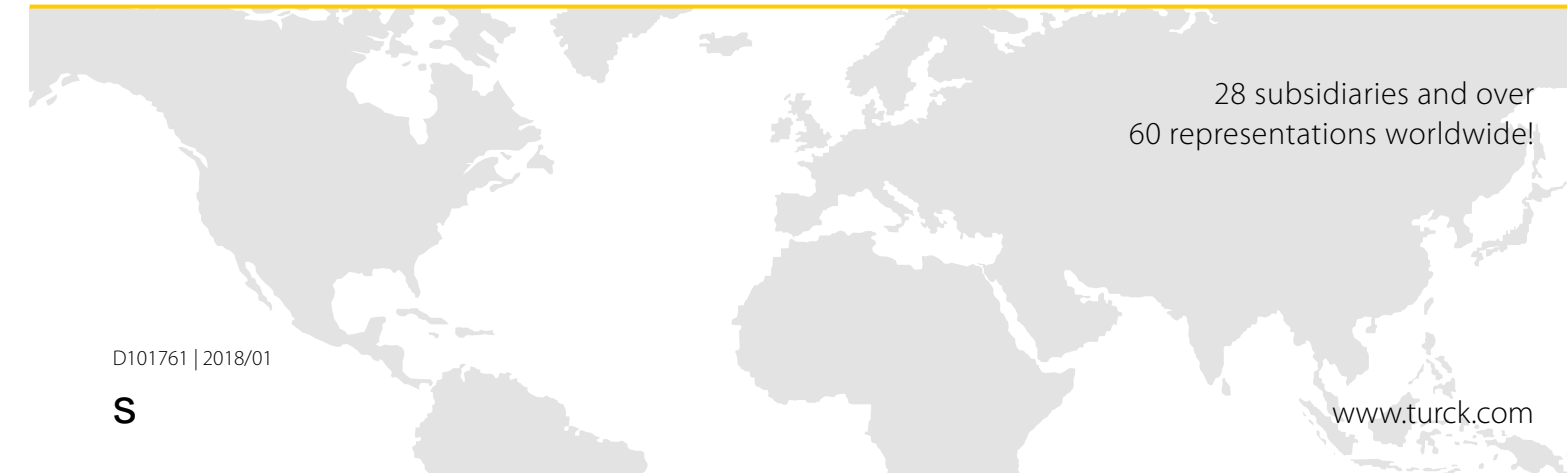 28 subsidiaries and over
60 representations worldwide!
D101761 | 2018/01
s
www.turck.com